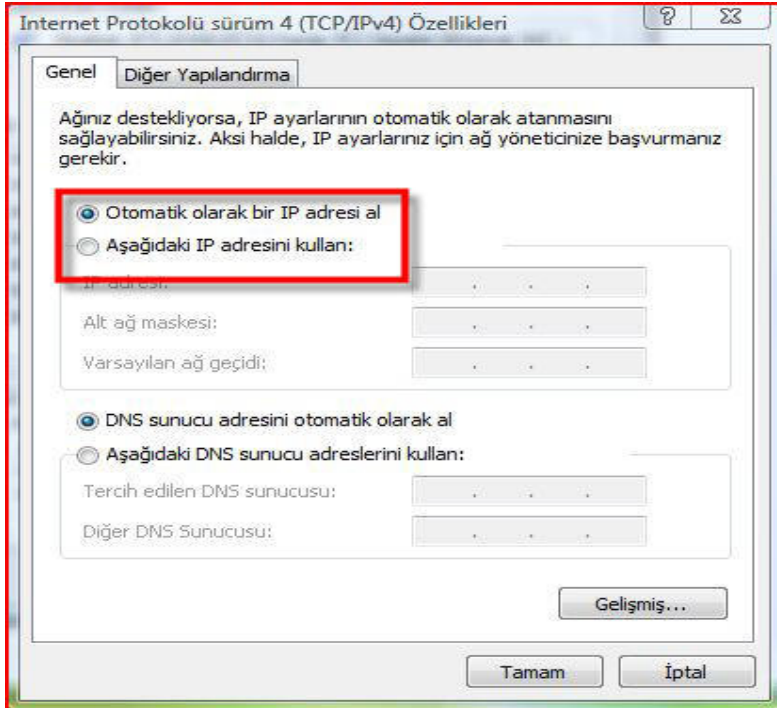 Internet Protokolü sürüm 4 (TCP/IPv4) Özellikleri
Genel
Diğer Yapılandırma
Ağınız destekliyorsa, IP ayarlarının otomatik olarak atanmasını
sağlayabilirsiniz. Aksi halde, IP ayarlarınız için ağ yöneticinize başvurmanız
gerekir.
Otomatik olarak bir IP adresi al
Aşağıdaki IP adresini kullan:
IP adresi:
Alt ağ maskesi:
Varsayılan ağ geçidi:
DNS sunucu adresini otomatik olarak al
Aşağıdaki DNS sunucu adreslerini kullan:
Tercih edilen DNS sunucusu:
Diğer DNS Sunucusu:
Gelişmiş...
Tamam
İptal